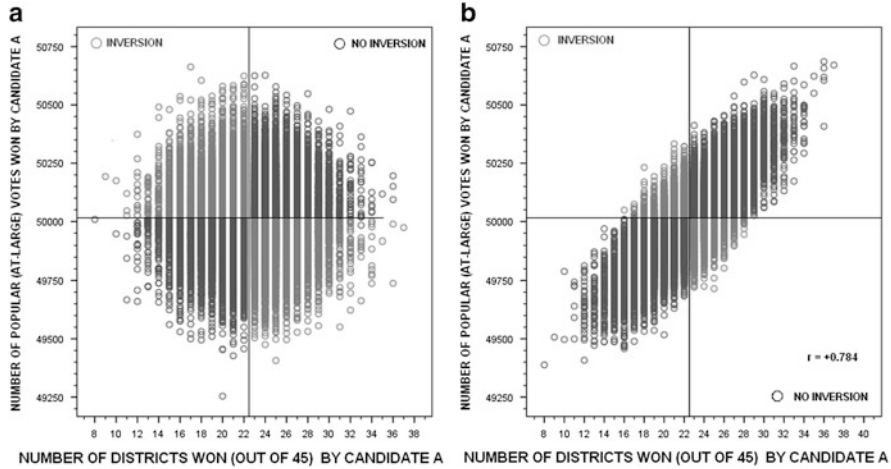 a
b
NUMBER OF POPULAR (AT-LARGE) VOTES WON BY CANDIDATE A
INVERSION
NO INVERSION
50750
50500
50250
50000
49750
49500
49250
8 10 12 14 16 18 20 22 24 26 28 30 32 34 36 38
NUMBER OF DISTRICTS WON (OUT OF 45) BY CANDIDATE A
NUMBER OF POPULAR (AT-LARGE) VOTES WON BY CANDIDATE A
INVERSION
50750
50500
50250
50000
49750
49500
49250
r = +0.784
NO INVERSION
8 10 12 14 16 18 20 22 24 26 28 30 32 34 36 38 40
NUMBER OF DISTRICTS WON (OUT OF 45) BY CANDIDATE A